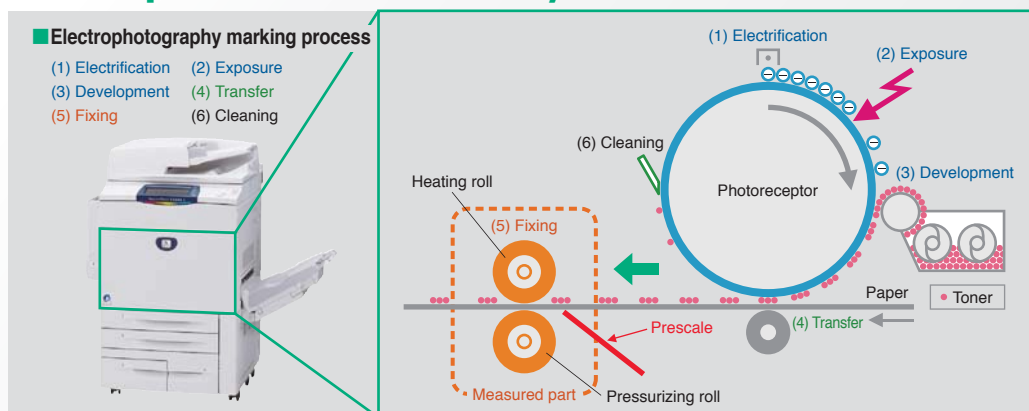 ■Electrophotography marking process
(1) Electrification (2) Exposure
(3) Development (4) Transfer
(5) Fixing (6) Cleaning
(1) Electrification
(2) Exposure
(6) Cleaning
(3) Development
Heating roll
Photoreceptor
(5) Fixing
Paper
Toner
Prescale
(4) Transfer
Measured part
Pressurizing roll